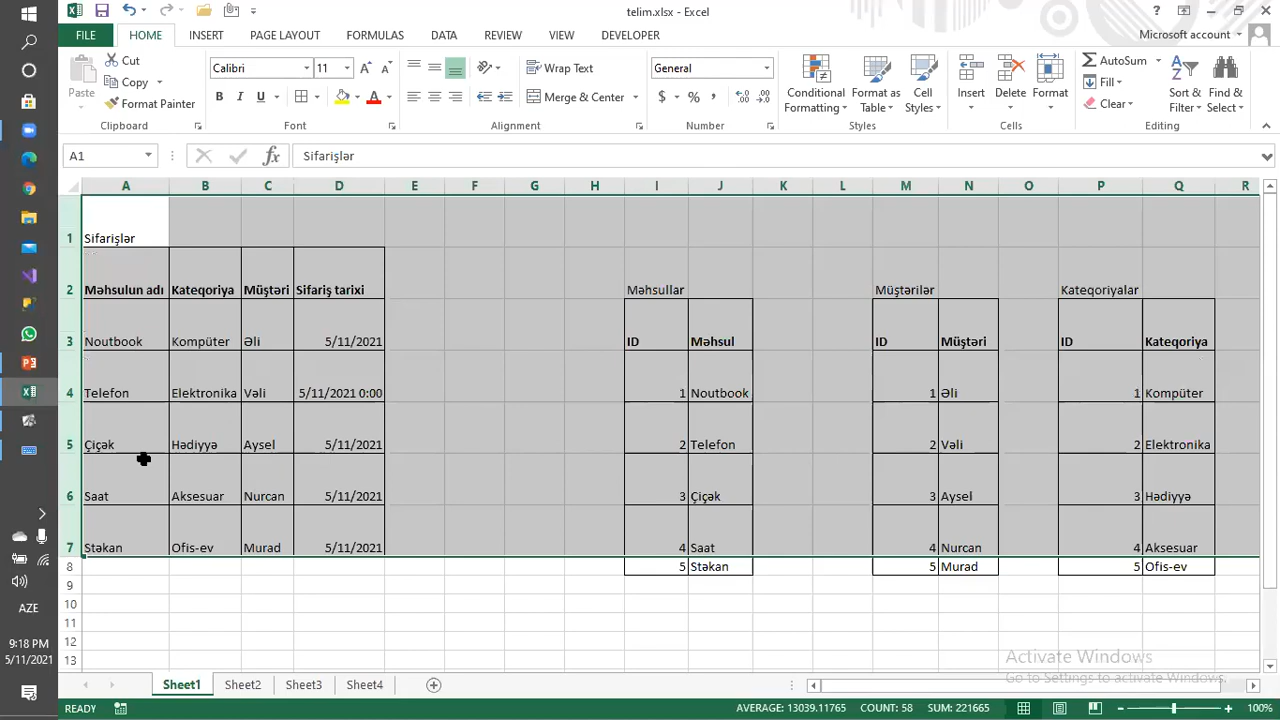 telim.xlsx - Excel
FILE HOME INSERT PAGE LAYOUT FORMULAS DATA REVIEW VIEW DEVELOPER Microsoft account
Paste
Cut
Copy
Format Painter
Calibri 11
B I U
Wrap Text
Merge & Center
General
$ % ,
Conditional Formatting
Format as Table
Cell Styles
Insert
Delete
Format
AutoSum
Fill
Clear
Sort & Filter
Find & Select
Clipboard Font Alignment Number Styles Cells Editing
A1 fx Sifarişlər
A B C D E F G H I J K L M N O P Q R
1 Sifarişlər
2 Məhsulun adı Kateqoriya Müştəri Sifariş tarixi Məhsullar Müştərilər Kateqoriyalar
3 Noutbook Kompüter Əli 5/11/2021 ID Məhsul ID Müştəri ID Kateqoriya
4 Telefon Elektronika Vəli 5/11/2021 0:00 1 Noutbook 1 Əli 1 Kompüter
5 Çiçək Hədiyyə Aysel 5/11/2021 2 Telefon 2 Vəli 2 Elektronika
6 Saat Aksesuar Nurcan 5/11/2021 3 Çiçək 3 Aysel 3 Hədiyyə
7 Stəkan Ofis-ev Murad 5/11/2021 4 Saat 4 Nurcan 4 Aksesuar
8 5 Stəkan 5 Murad 5 Ofis-ev
9
10
11
12
13
Activate Windows
Go to Settings to activate Windows.
Sheet1 Sheet2 Sheet3 Sheet4
READY AVERAGE: 13039.11765 COUNT: 58 SUM: 221665 100%
AZE
9:18 PM
5/11/2021